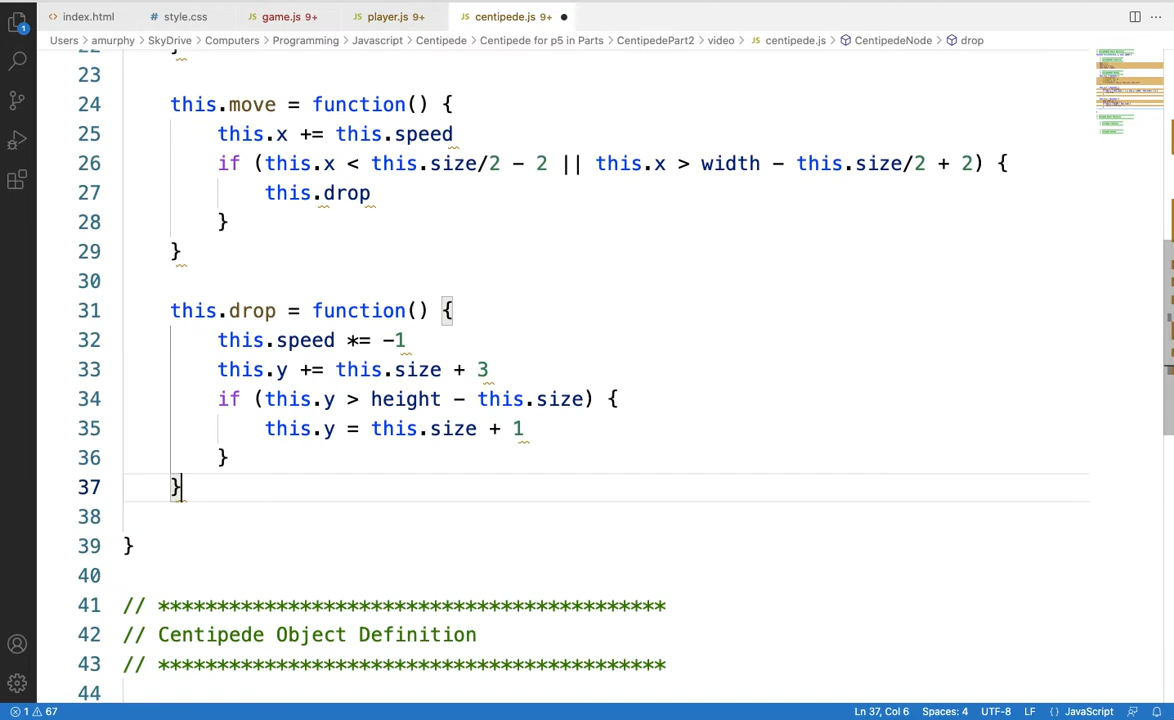 index.html
style.css
game.js 9+
player.js 9+
centipede.js 9+
Users > amurphy > SkyDrive > Computers > Programming > Javascript > Centipede > Centipede for p5 in Parts > CentipedePart2 > video > JS centipede.js > CentipedeNode > drop
23
24 this.move = function() {
25 this.x += this.speed
26 if (this.x < this.size/2 - 2 || this.x > width - this.size/2 + 2) {
27 this.drop
28 }
29 }
30
31 this.drop = function() {
32 this.speed *= -1
33 this.y += this.size + 3
34 if (this.y > height - this.size) {
35 this.y = this.size + 1
36 }
37 }
38
39 }
40
41 // *******************************************
42 // Centipede Object Definition
43 // *******************************************
44
1 67 Ln 37, Col 6 Spaces: 4 UTF-8 LF {} JavaScript